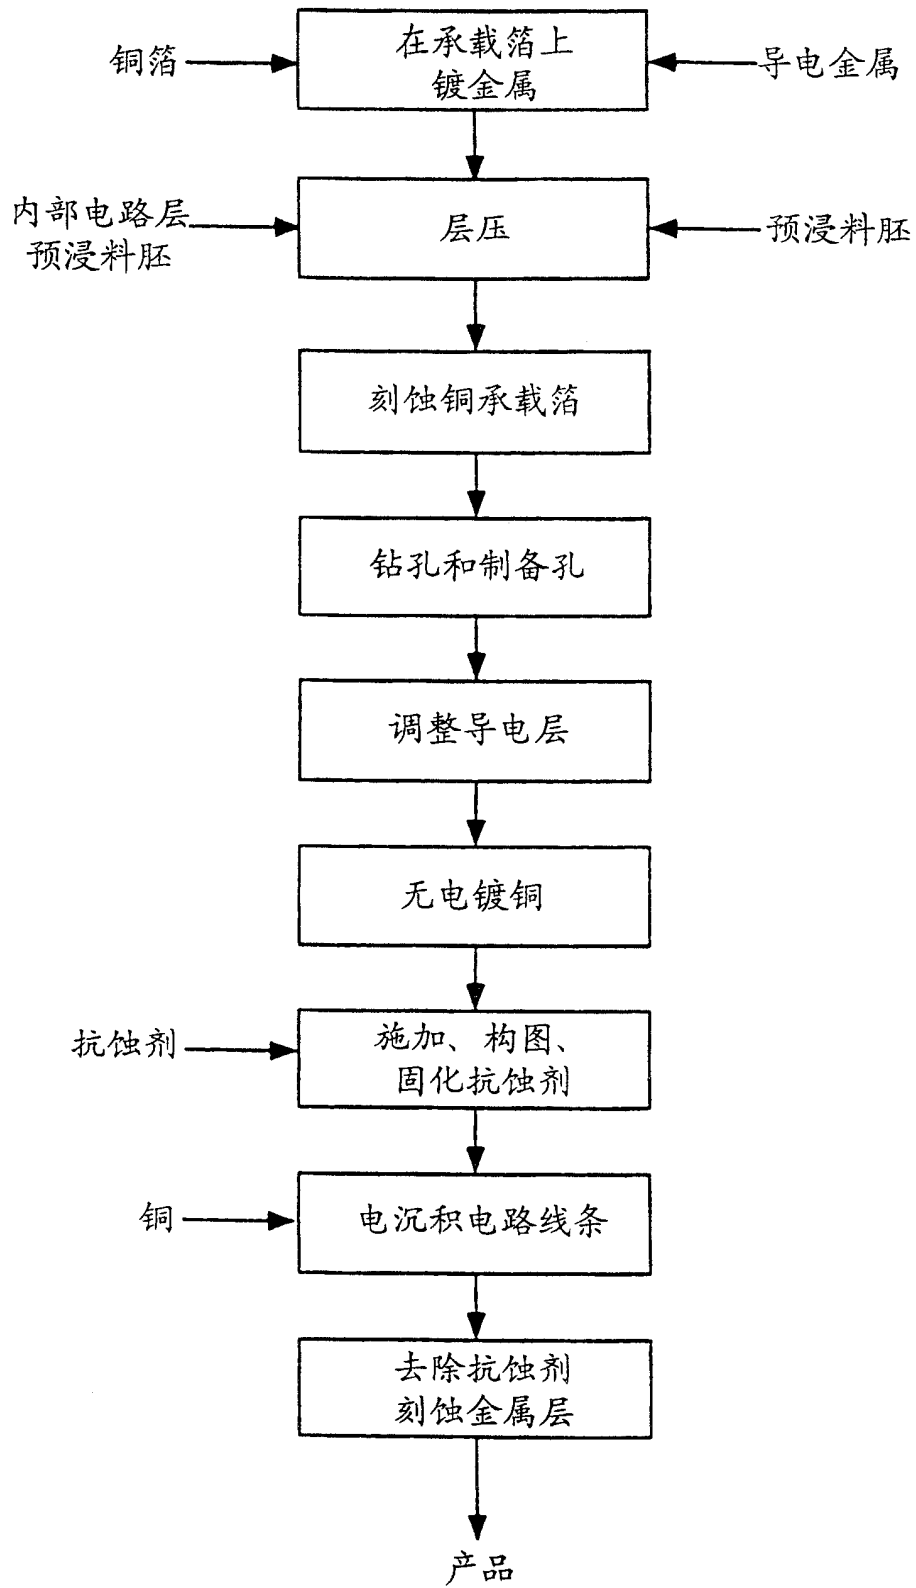 铜箔
在承载箔上
镀金属
导电金属
内部电路层
预浸料胚
层压
预浸料胚
刻蚀铜承载箔
钻孔和制备孔
调整导电层
无电镀铜
抗蚀剂
施加、构图、
固化抗蚀剂
铜
电沉积电路线条
去除抗蚀剂
刻蚀金属层
产品